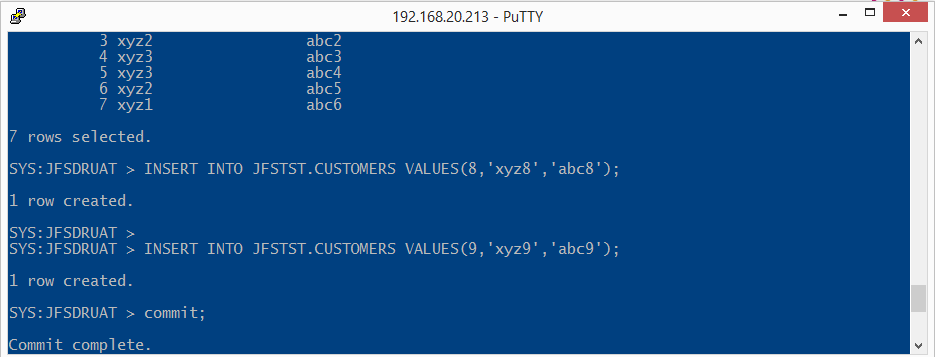 192.168.20.213 - PuTTY
3 xyz2 abc2
4 xyz3 abc3
5 xyz3 abc4
6 xyz2 abc5
7 xyz1 abc6
7 rows selected.
SYS:JFSDRUAT > INSERT INTO JFSTST.CUSTOMERS VALUES(8,'xyz8','abc8');
1 row created.
SYS:JFSDRUAT >
SYS:JFSDRUAT > INSERT INTO JFSTST.CUSTOMERS VALUES(9,'xyz9','abc9');
1 row created.
SYS:JFSDRUAT > commit;
Commit complete.